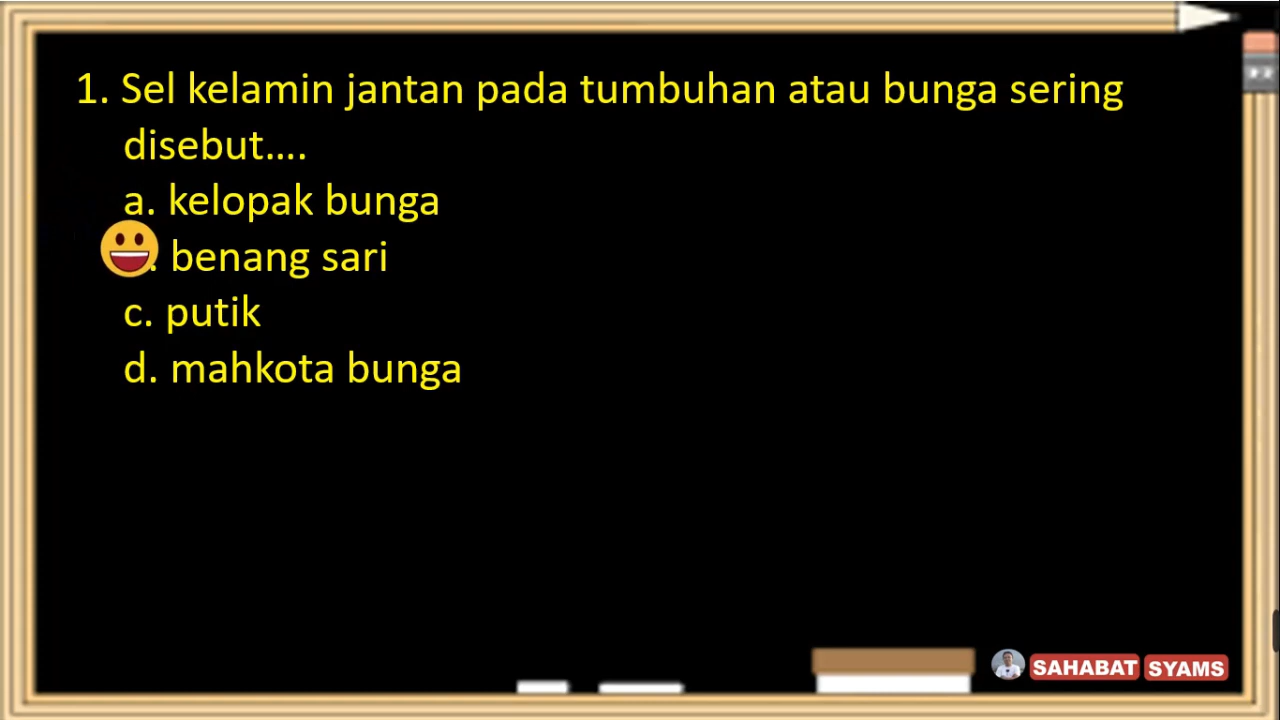 1. Sel kelamin jantan pada tumbuhan atau bunga sering
disebut....
a. kelopak bunga
. benang sari
c. putik
d. mahkota bunga
SAHABAT SYAMS